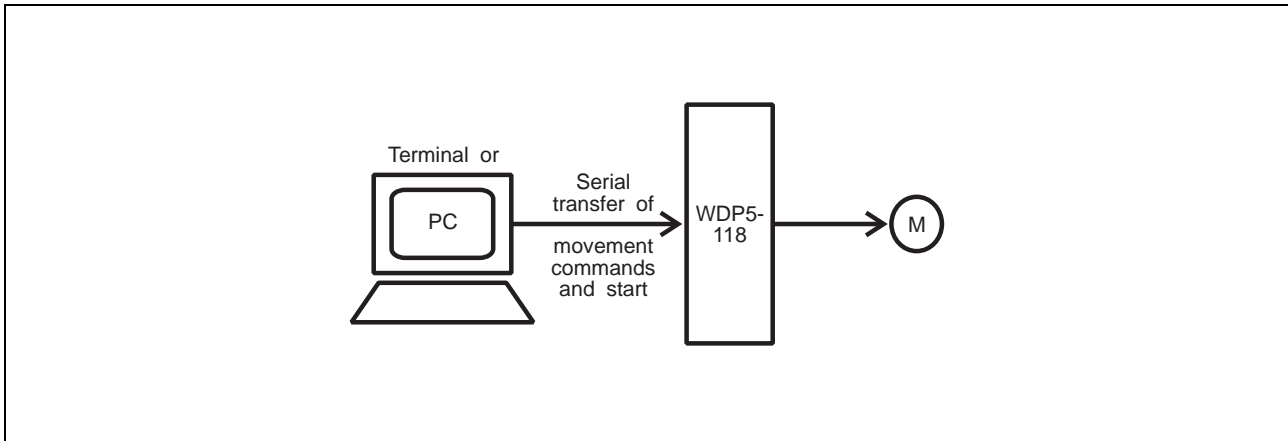 Terminal or
PC
Serial
transfer of
movement
commands
and start
WDP5-
118
M